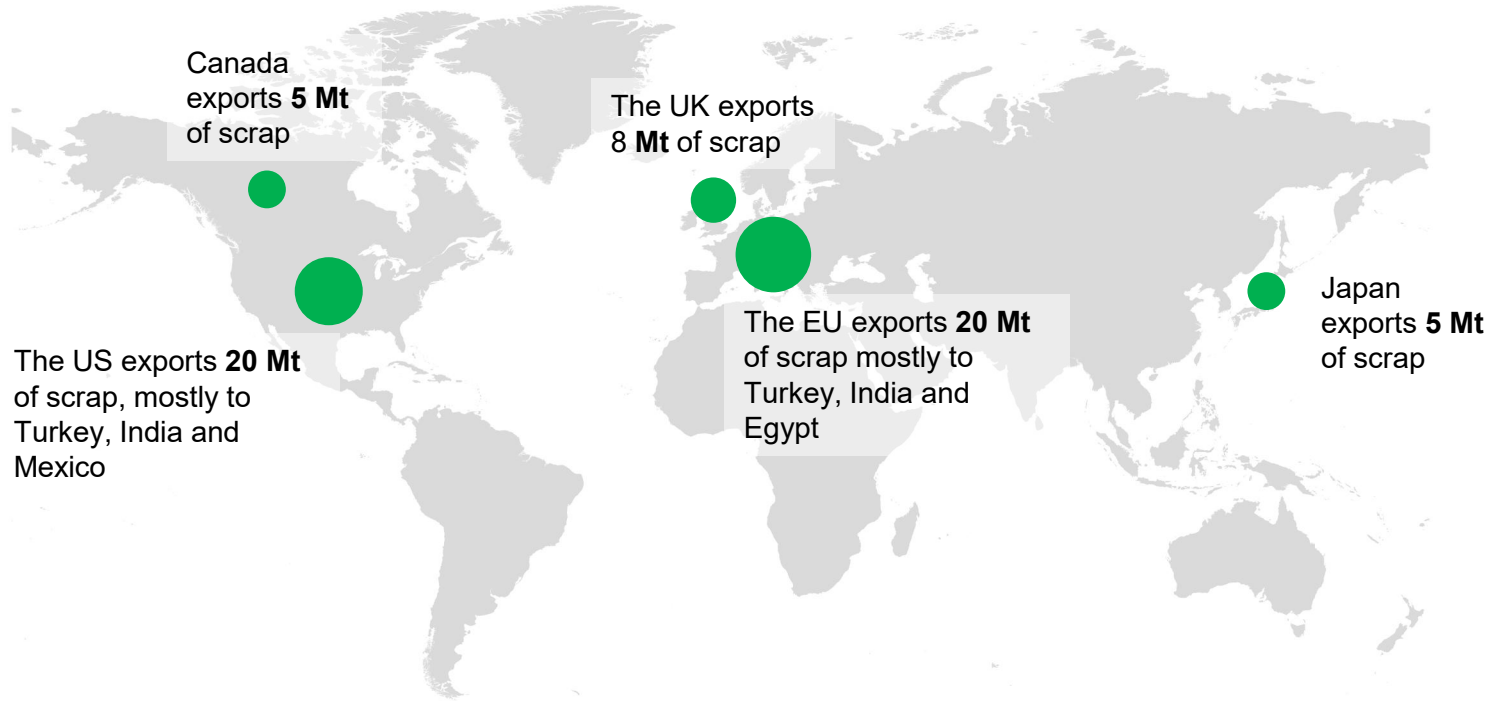 Canada
exports 5 Mt
of scrap
The UK exports
8 Mt of scrap
The US exports 20 Mt
of scrap, mostly to
Turkey, India and
Mexico
The EU exports 20 Mt
of scrap mostly to
Turkey, India and
Egypt
Japan
exports 5 Mt
of scrap